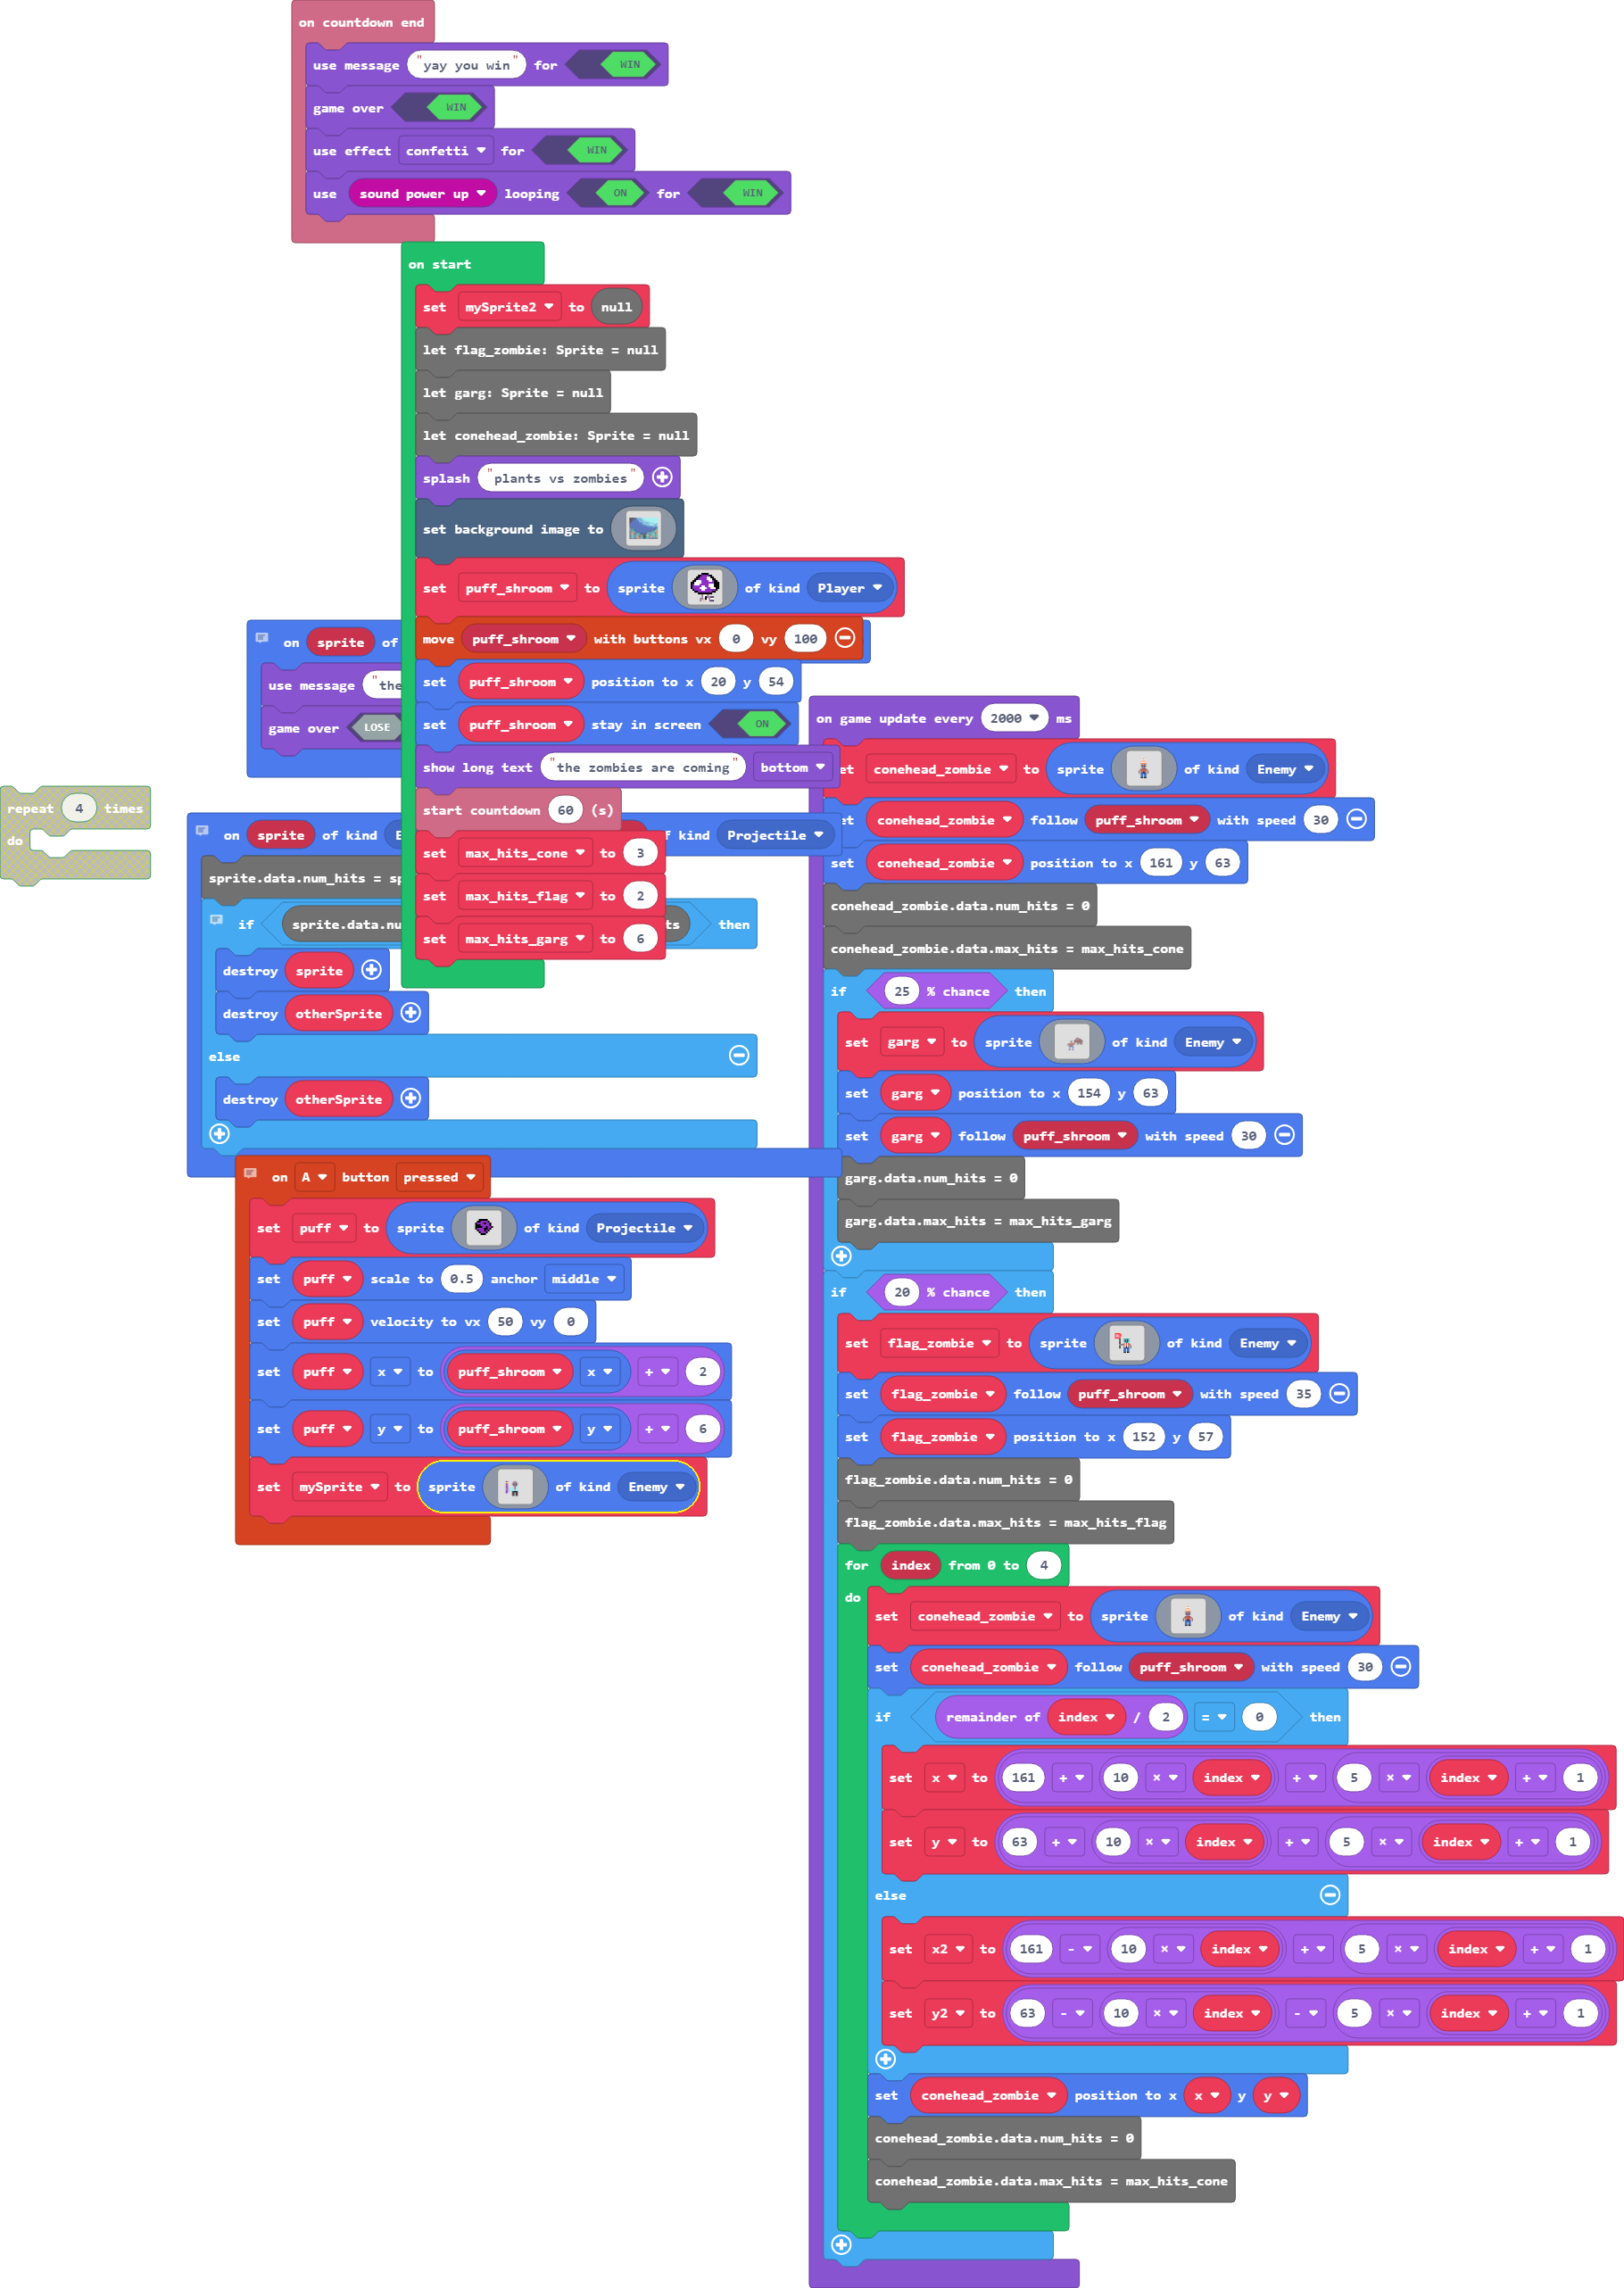 on countdown end
use message "yay you win" for WIN
game over WIN
use effect confetti for WIN
use sound power up looping ON for WIN
on start
set mySprite2 to null
let flag_zombie: Sprite = null
let garg: Sprite = null
let conehead_zombie: Sprite = null
splash "plants vs zombies"
set background image to
set puff_shroom to sprite of kind Player
move puff_shroom with buttons vx 0 vy 100
set puff_shroom position to x 20 y 54
set puff_shroom stay in screen ON
show long text "the zombies are coming" bottom
start countdown 60 (s)
set max_hits_cone to 3
set max_hits_flag to 2
set max_hits_garg to 6
on sprite of
use message "the
game over LOSE
repeat 4 times
do
on sprite of kind f kind Projectile
sprite.data.num_hits =
if sprite.data.nu ts then
destroy sprite
destroy otherSprite
else
destroy otherSprite
on A button pressed
set puff to sprite of kind Projectile
set puff scale to 0.5 anchor middle
set puff velocity to vx 50 vy 0
set puff x to puff_shroom x + 2
set puff y to puff_shroom y + 6
set mySprite to sprite of kind Enemy
on game update every 2000 ms
et conehead_zombie to sprite of kind Enemy
et conehead_zombie follow puff_shroom with speed 30
set conehead_zombie position to x 161 y 63
conehead_zombie.data.num_hits = 0
conehead_zombie.data.max_hits = max_hits_cone
if 25 % chance then
set garg to sprite of kind Enemy
set garg position to x 154 y 63
set garg follow puff_shroom with speed 30
garg.data.num_hits = 0
garg.data.max_hits = max_hits_garg
if 20 % chance then
set flag_zombie to sprite of kind Enemy
set flag_zombie follow puff_shroom with speed 35
set flag_zombie position to x 152 y 57
flag_zombie.data.num_hits = 0
flag_zombie.data.max_hits = max_hits_flag
for index from 0 to 4
do
set conehead_zombie to sprite of kind Enemy
set conehead_zombie follow puff_shroom with speed 30
if remainder of index / 2 = 0 then
set x to 161 + 10 × index + 5 × index + 1
set y to 63 + 10 × index + 5 × index + 1
else
set x2 to 161 - 10 × index + 5 × index + 1
set y2 to 63 - 10 × index - 5 × index + 1
set conehead_zombie position to x x y y
conehead_zombie.data.num_hits = 0
conehead_zombie.data.max_hits = max_hits_cone